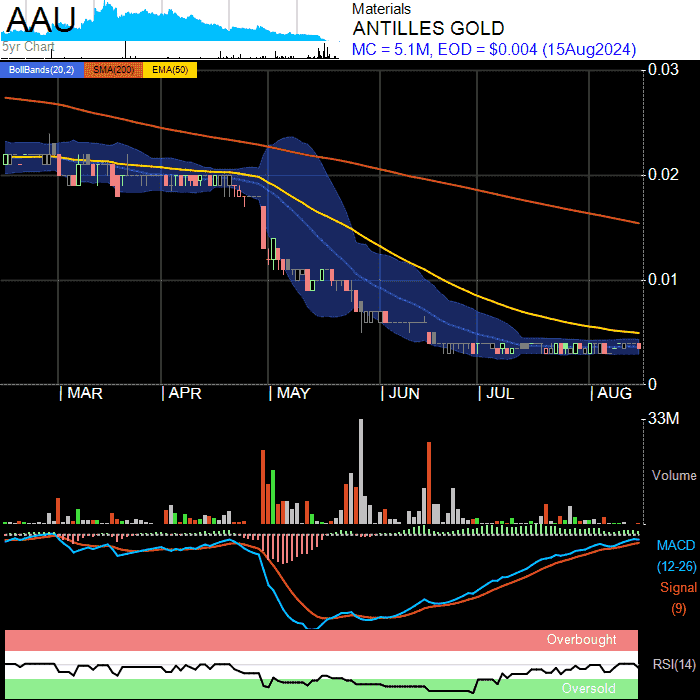 AAU
5yr Chart
Materials
ANTILLES GOLD
MC = 5.1M, EOD = $0.004 (15Aug2024)
BollBands(20,2) SMA(200) EMA(50)
0.03
0.02
0.01
0
MAR APR MAY JUN JUL AUG
33M
Volume
MACD
(12-26)
Signal
(9)
Overbought
RSI(14)
Oversold